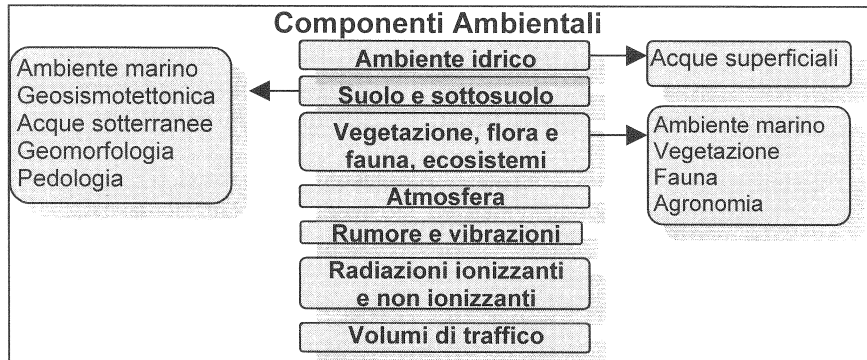 Componenti Ambientali
Ambiente idrico
Acque superficiali
Suolo e sottosuolo
Ambiente marino
Geosismotettonica
Acque sotterranee
Geomorfologia
Pedologia
Vegetazione, flora e
fauna, ecosistemi
Ambiente marino
Vegetazione
Fauna
Agronomia
Atmosfera
Rumore e vibrazioni
Radiazioni ionizzanti
e non ionizzanti
Volumi di traffico